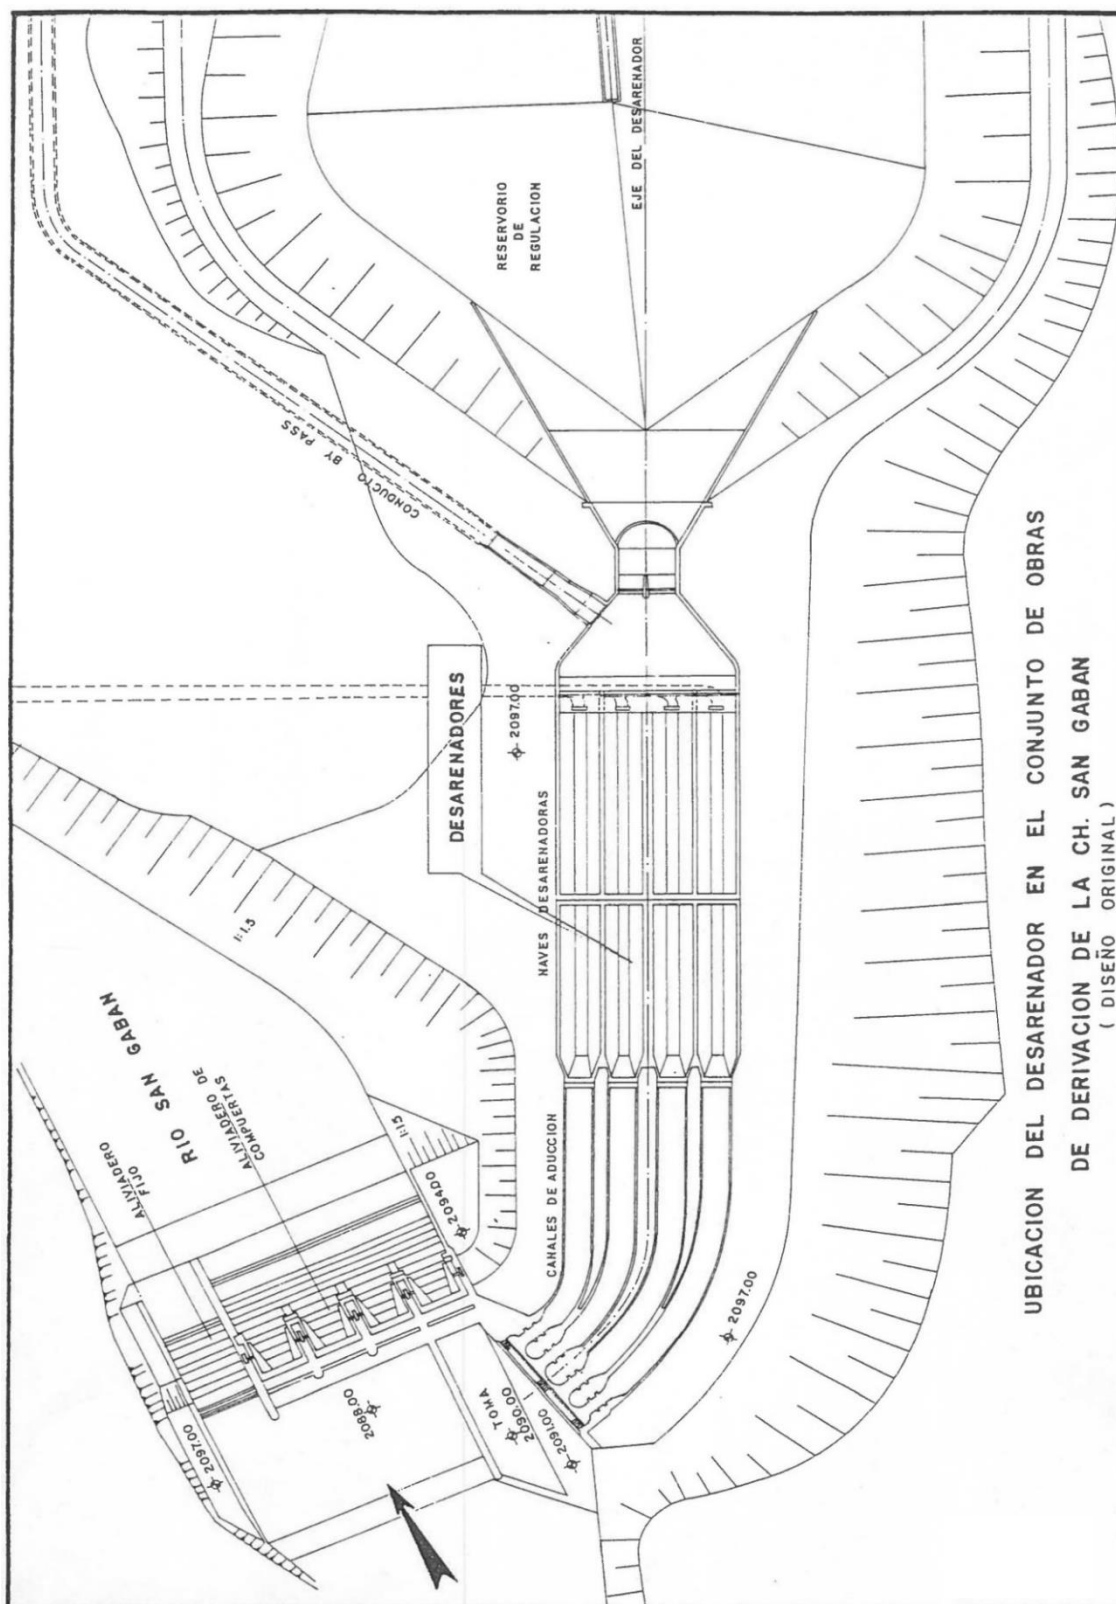 EJE DEL DESARENADOR
RESERVORIO
DE
REGULACION
CONDUCTO BY PASS
DESARENADORES
2097.00
NAVES DESARENADORAS
1:1.5
RIO SAN GABAN
ALIVIADERO
FIJO
ALIVIADERO DE
COMPUERTAS
1:1.5
2094.00
CANALES DE ADUCCION
2097.00
2088.00
2097.00
TOMA
2090.00
2091.00
UBICACION DEL DESARENADOR EN EL CONJUNTO DE OBRAS
DE DERIVACION DE LA CH. SAN GABAN
( DISEÑO ORIGINAL )